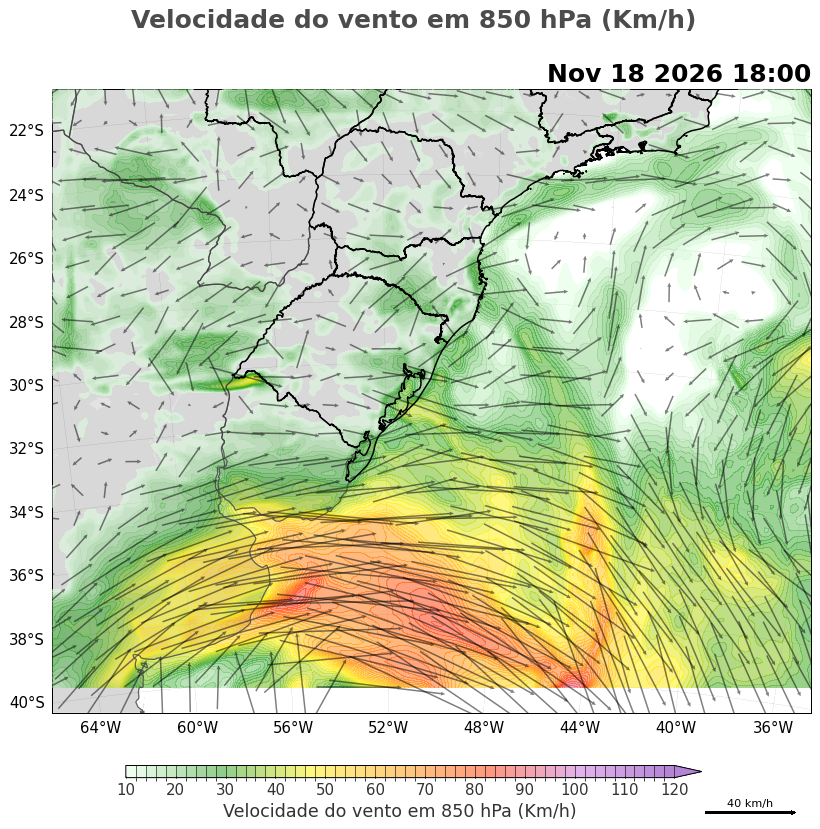 Velocidade do vento em 850 hPa (Km/h)
Nov 18 2026 18:00
22°S
24°S
26°S
28°S
30°S
32°S
34°S
36°S
38°S
40°S
64°W 60°W 56°W 52°W 48°W 44°W 40°W 36°W
10 20 30 40 50 60 70 80 90 100 110 120
Velocidade do vento em 850 hPa (Km/h)
40 km/h